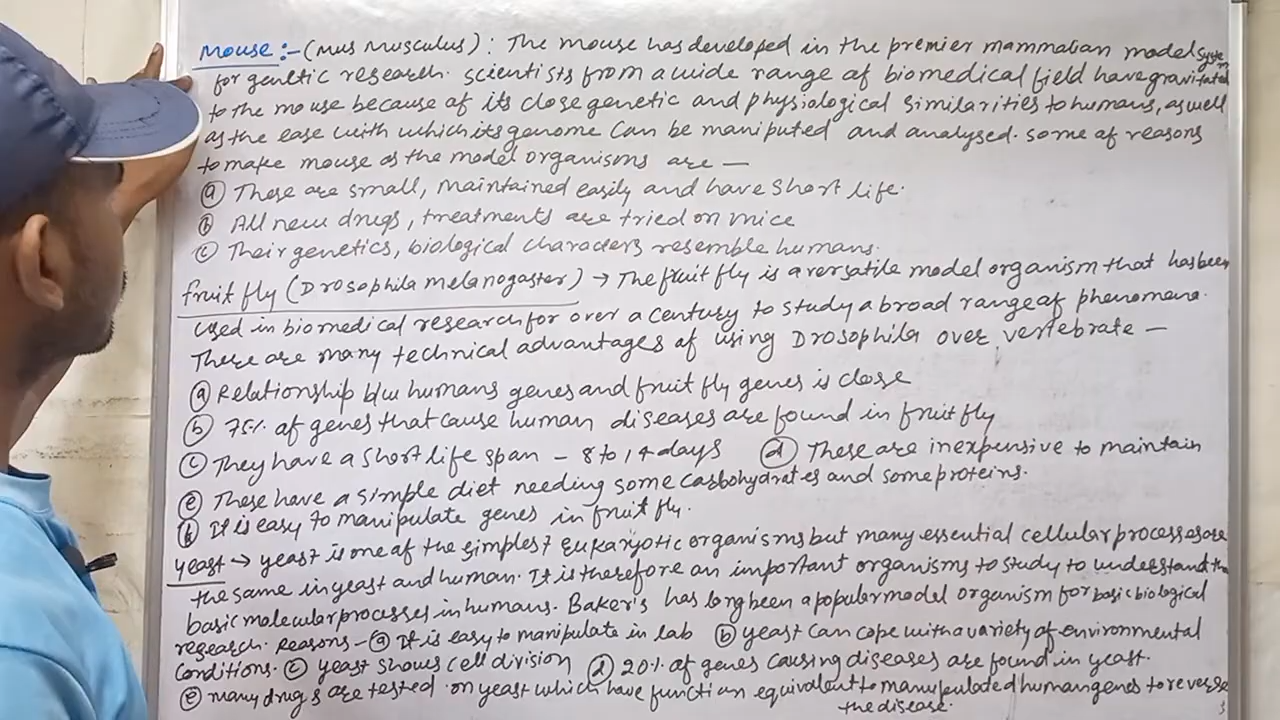 Mouse :- (Mus Musculus) : The mouse has developed in the premier mammalian model system
for genetic research. scientists from a wide range of biomedical field have gravitated
to the mouse because of its close genetic and physiological similarities to humans, as well
as the ease with which its genome can be maniputed and analysed. some of reasons
to make mouse as the model organisms are —
(a) These are small, maintained easily and have short life.
(b) All new drugs, treatments are tried on mice
(c) Their genetics, biological characters resemble humans.
fruit fly (Drosophila melanogaster) → The fruit fly is a versatile model organism that has been
used in biomedical research for over a century to study a broad range of phenomena.
There are many technical advantages of using Drosophila over vertebrate —
(a) Relationship b/w humans genes and fruit fly genes is close
(b) 75% of genes that cause human diseases are found in fruit fly
(c) They have a short life span - 8 to 14 days (d) These are inexpensive to maintain
(e) These have a simple diet needing some carbohydrates and some proteins.
It is easy to manipulate genes in fruit fly.
Yeast → yeast is one of the simplest eukaryotic organisms but many essential cellular processes are
the same in yeast and human. It is therefore an important organisms to study to understand the
basic molecular processes in humans. Baker's has long been a popular model organism for basic biological
research. Reasons - (a) It is easy to manipulate in lab (b) yeast can cope with a variety of environmental
conditions. (c) yeast shows cell division (d) 20% of genes causing diseases are found in yeast.
(e) many drugs are tested on yeast which have function equivalent to manupulated human genes to reverse
the disease.